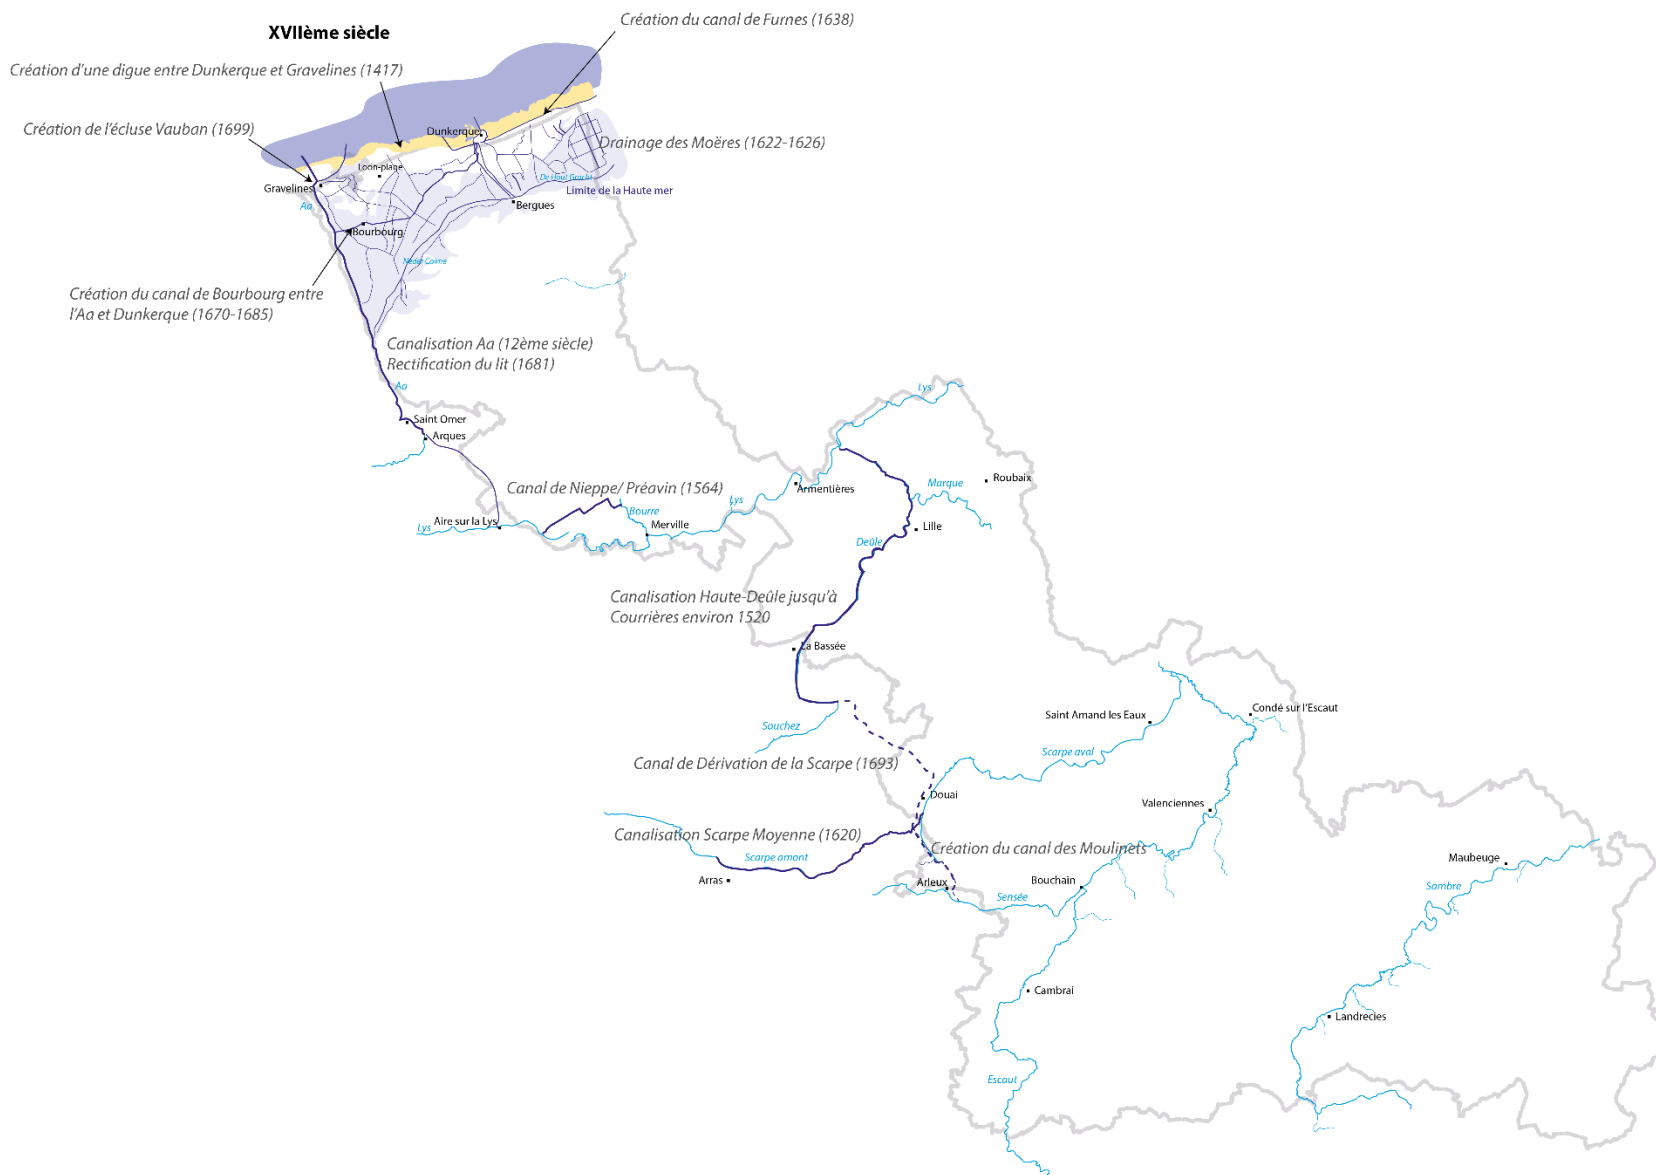 XVIIème siècle
Création du canal de Furnes (1638)
Création d'une digue entre Dunkerque et Gravelines (1417)
Création de l'écluse Vauban (1699)
Dunkerque
Drainage des Moëres (1622-1626)
Loon-plage
Gravelines
De Hout Gracht
Limite de la Haute mer
Aa
Bergues
Bourbourg
Neder Colme
Création du canal de Bourbourg entre
l'Aa et Dunkerque (1670-1685)
Canalisation Aa (12ème siècle)
Rectification du lit (1681)
Aa
Lys
Saint Omer
Arques
Roubaix
Marque
Canal de Nieppe/ Préavin (1564)
Armentières
Lys
Bourre
Aire sur la Lys
Lys
Merville
Lille
Deûle
Canalisation Haute-Deûle jusqu'à
Courrières environ 1520
La Bassée
Condé sur l'Escaut
Saint Amand les Eaux
Souchez
Scarpe aval
Canal de Dérivation de la Scarpe (1693)
Douai
Valenciennes
Canalisation Scarpe Moyenne (1620)
Création du canal des Moulinets
Scarpe amont
Maubeuge
Arras
Arleux
Bouchain
Sambre
Sensée
Cambrai
Landrecies
Escaut